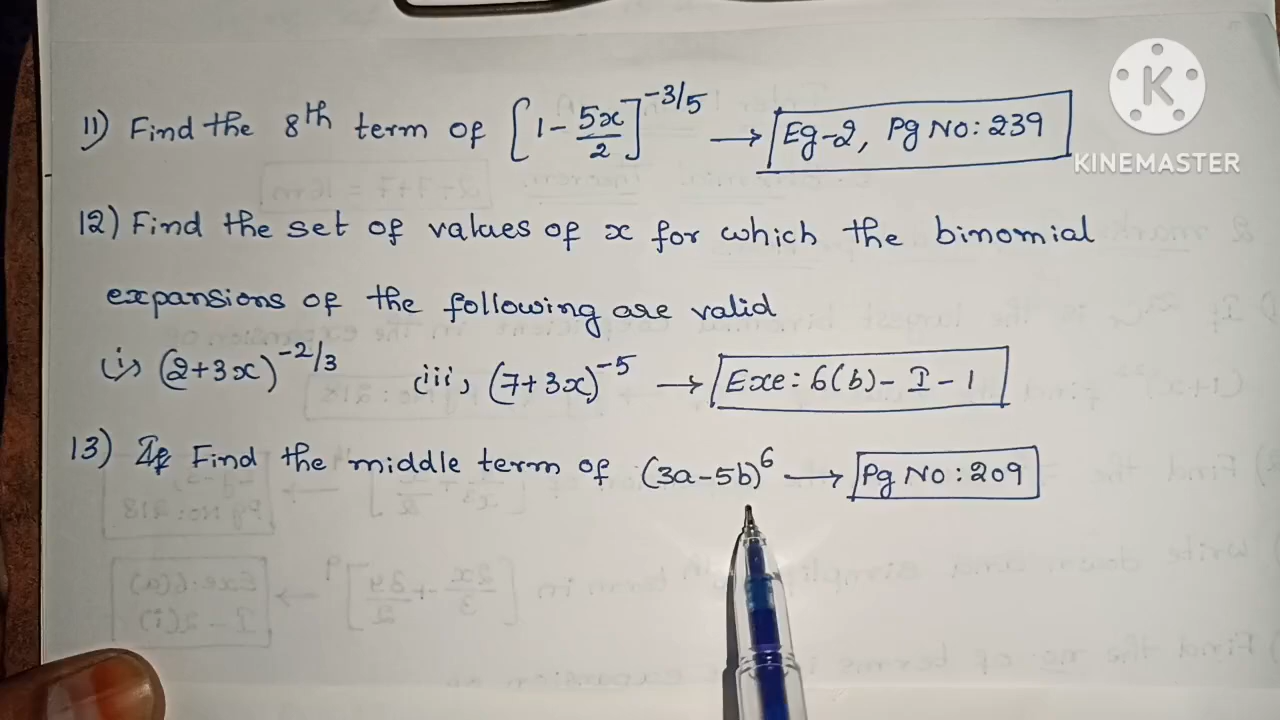 11) Find the 8th term of [1 - 5x/2]^-3/5 → Eg-2, Pg No: 239
KINEMASTER
12) Find the set of values of x for which the binomial
expansions of the following are valid
(i) (2+3x)^-2/3 (iii) (7+3x)^-5 → Exe: 6(b) - I - 1
13) If Find the middle term of (3a-5b)^6 → Pg No: 209